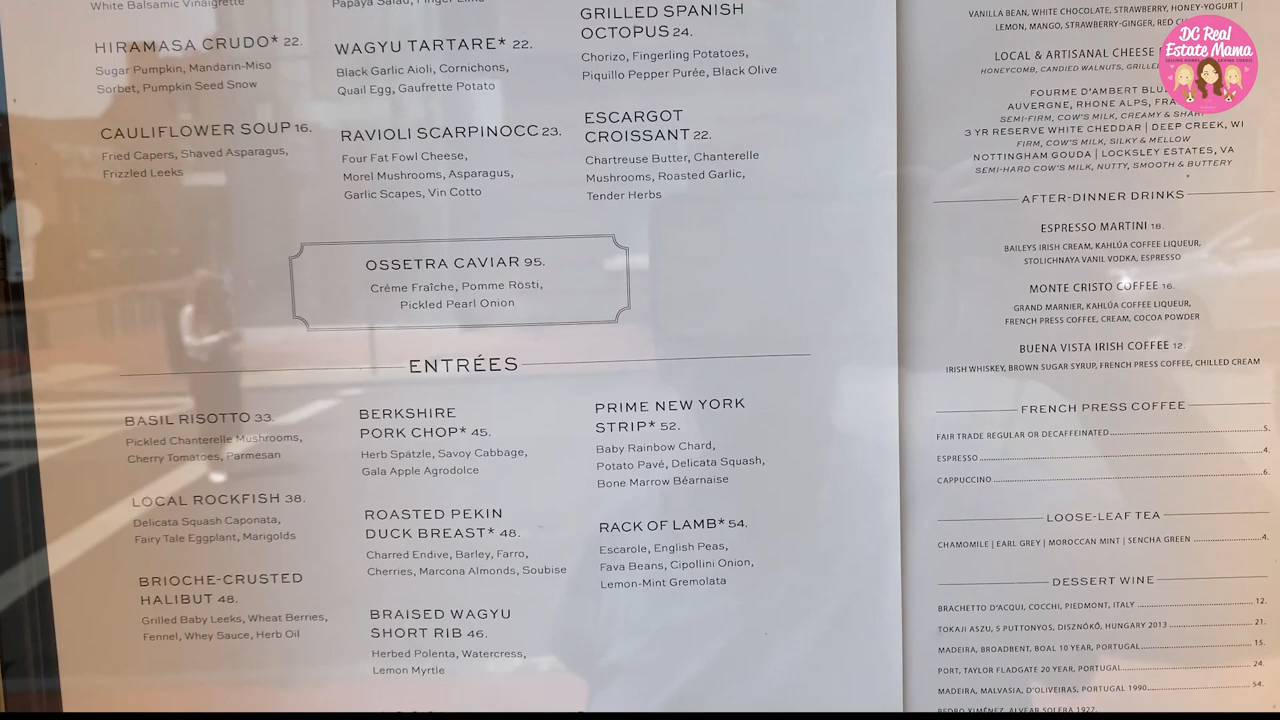 White Balsamic Vinaigrette
HIRAMASA CRUDO* 22.
Sugar Pumpkin, Mandarin-Miso
Sorbet, Pumpkin Seed Snow
CAULIFLOWER SOUP 16.
Fried Capers, Shaved Asparagus,
Frizzled Leeks
Papaya Salad, Finger Limes
WAGYU TARTARE* 22.
Black Garlic Aioli, Cornichons,
Quail Egg, Gaufrette Potato
RAVIOLI SCARPINOCC 23.
Four Fat Fowl Cheese,
Morel Mushrooms, Asparagus,
Garlic Scapes, Vin Cotto
GRILLED SPANISH
OCTOPUS 24.
Chorizo, Fingerling Potatoes,
Piquillo Pepper Purée, Black Olive
ESCARGOT
CROISSANT 22.
Chartreuse Butter, Chanterelle
Mushrooms, Roasted Garlic,
Tender Herbs
OSSETRA CAVIAR 95.
Créme Fraîche, Pomme Rösti,
Pickled Pearl Onion
ENTRÉES
BASIL RISOTTO 33.
Pickled Chanterelle Mushrooms,
Cherry Tomatoes, Parmesan
LOCAL ROCKFISH 38.
Delicata Squash Caponata,
Fairy Tale Eggplant, Marigolds
BRIOCHE-CRUSTED
HALIBUT 48.
Grilled Baby Leeks, Wheat Berries,
Fennel, Whey Sauce, Herb Oil
BERKSHIRE
PORK CHOP* 45.
Herb Spätzle, Savoy Cabbage,
Gala Apple Agrodolce
ROASTED PEKIN
DUCK BREAST* 48.
Charred Endive, Barley, Farro,
Cherries, Marcona Almonds, Soubise
BRAISED WAGYU
SHORT RIB 46.
Herbed Polenta, Watercress,
Lemon Myrtle
PRIME NEW YORK
STRIP* 52.
Baby Rainbow Chard,
Potato Pavé, Delicata Squash,
Bone Marrow Béarnaise
RACK OF LAMB* 54.
Escarole, English Peas,
Fava Beans, Cipollini Onion,
Lemon-Mint Gremolata
VANILLA BEAN, WHITE CHOCOLATE, STRAWBERRY, HONEY-YOGURT |
LEMON, MANGO, STRAWBERRY-GINGER, RED
LOCAL & ARTISANAL CHEESE
HONEYCOMB, CANDIED WALNUTS, GRILLED
FOURME D'AMBERT
AUVERGNE, RHONE ALPS,
SEMI-FIRM, COW'S MILK, CREAMY & SHARP
3 YR RESERVE WHITE CHEDDAR | DEEP CREEK, WI
FIRM, COW'S MILK, SILKY & MELLOW
NOTTINGHAM GOUDA | LOCKSLEY ESTATES, VA
SEMI-HARD COW'S MILK, NUTTY, SMOOTH & BUTTERY
AFTER-DINNER DRINKS
ESPRESSO MARTINI 18.
BAILEYS IRISH CREAM, KAHLÚA COFFEE LIQUEUR,
STOLICHNAYA VANIL VODKA, ESPRESSO
MONTE CRISTO COFFEE 16.
GRAND MARNIER, KAHLÚA COFFEE LIQUEUR,
FRENCH PRESS COFFEE, CREAM, COCOA POWDER
BUENA VISTA IRISH COFFEE 12.
IRISH WHISKEY, BROWN SUGAR SYRUP, FRENCH PRESS COFFEE, CHILLED CREAM
FRENCH PRESS COFFEE
FAIR TRADE REGULAR OR DECAFFEINATED 5.
ESPRESSO 4.
CAPPUCCINO 6.
LOOSE-LEAF TEA
CHAMOMILE | EARL GREY | MOROCCAN MINT | SENCHA GREEN 4.
DESSERT WINE
BRACHETTO D'ACQUI, COCCHI, PIEDMONT, ITALY 12.
TOKAJI ASZU, 5 PUTTONYOS, DISZNÓKŐ, HUNGARY 2013 21.
MADEIRA, BROADBENT, BOAL 10 YEAR, PORTUGAL 15.
PORT, TAYLOR FLADGATE 20 YEAR, PORTUGAL 24.
MADEIRA, MALVASIA, D'OLIVEIRAS, PORTUGAL 1990 54.
PEDRO XIMÉNEZ, ALVEAR SOLERA 1927,
DC Real
Estate Mama